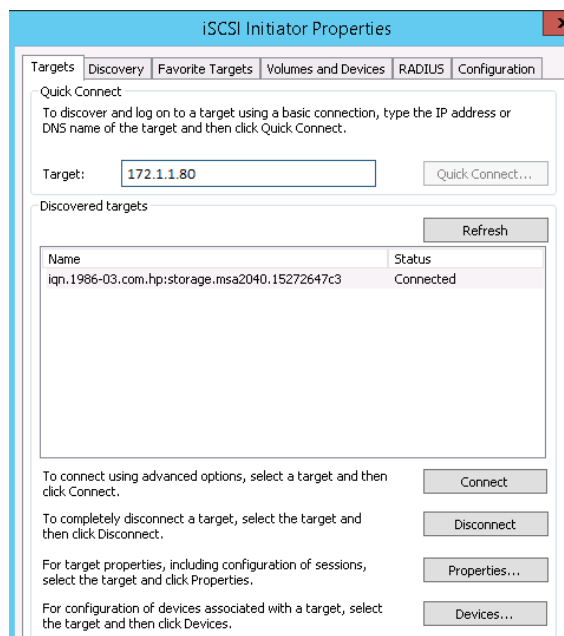 iSCSI Initiator Properties
x
Targets Discovery Favorite Targets Volumes and Devices RADIUS Configuration
Quick Connect
To discover and log on to a target using a basic connection, type the IP address or
DNS name of the target and then click Quick Connect.
Target: 172.1.1.80 Quick Connect...
Discovered targets
Refresh
Name Status
iqn.1986-03.com.hp:storage.msa2040.15272647c3 Connected
To connect using advanced options, select a target and then
click Connect.
Connect
To completely disconnect a target, select the target and
then click Disconnect.
Disconnect
For target properties, including configuration of sessions,
select the target and click Properties.
Properties...
For configuration of devices associated with a target, select
the target and then click Devices.
Devices...